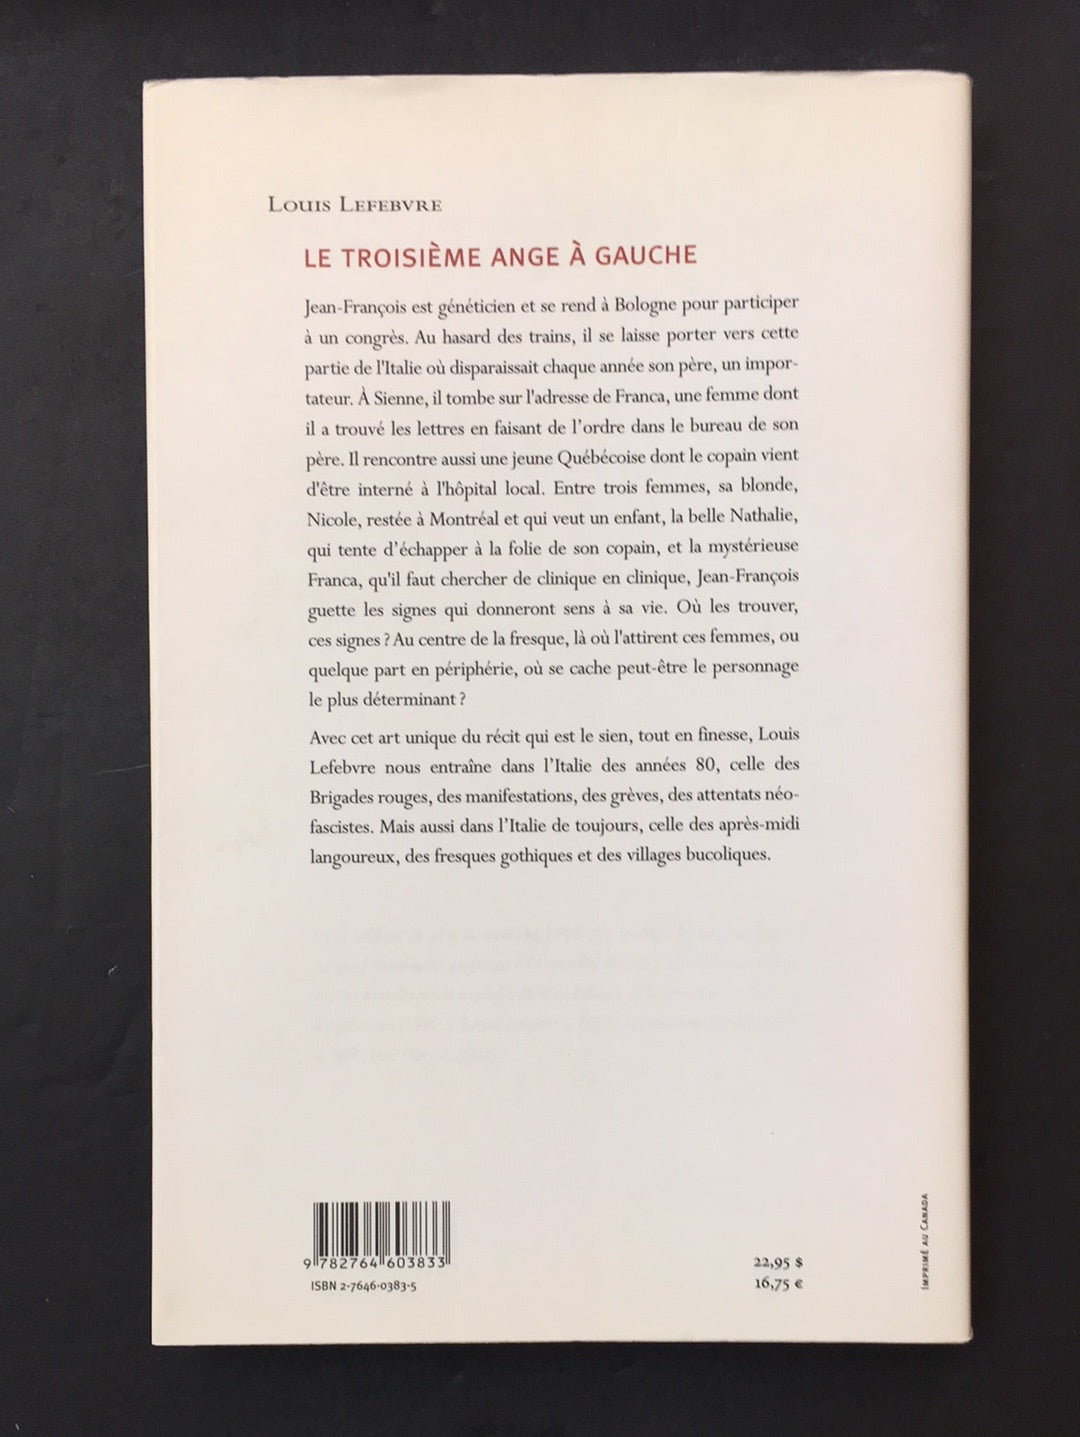 Louis Lefebvre
LE TROISIÈME ANGE À GAUCHE
Jean-François est généticien et se rend à Bologne pour participer
à un congrès. Au hasard des trains, il se laisse porter vers cette
partie de l'Italie où disparaissait chaque année son père, un impor-
tateur. À Sienne, il tombe sur l'adresse de Franca, une femme dont
il a trouvé les lettres en faisant de l’ordre dans le bureau de son
père. Il rencontre aussi une jeune Québécoise dont le copain vient
d'être interné à l'hôpital local. Entre trois femmes, sa blonde,
Nicole, restée à Montréal et qui veut un enfant, la belle Nathalie,
qui tente d’échapper à la folie de son copain, et la mystérieuse
Franca, qu'il faut chercher de clinique en clinique, Jean-François
guette les signes qui donneront sens à sa vie. Où les trouver,
ces signes ? Au centre de la fresque, là où l'attirent ces femmes, ou
quelque part en périphérie, où se cache peut-être le personnage
le plus déterminant ?
Avec cet art unique du récit qui est le sien, tout en finesse, Louis
Lefebvre nous entraîne dans l’Italie des années 80, celle des
Brigades rouges, des manifestations, des grèves, des attentats néo-
fascistes. Mais aussi dans l’Italie de toujours, celle des après-midi
langoureux, des fresques gothiques et des villages bucoliques.
9 782764 603833
ISBN 2-7646-0383-5
22,95 $
16,75 €
Imprimé au Canada